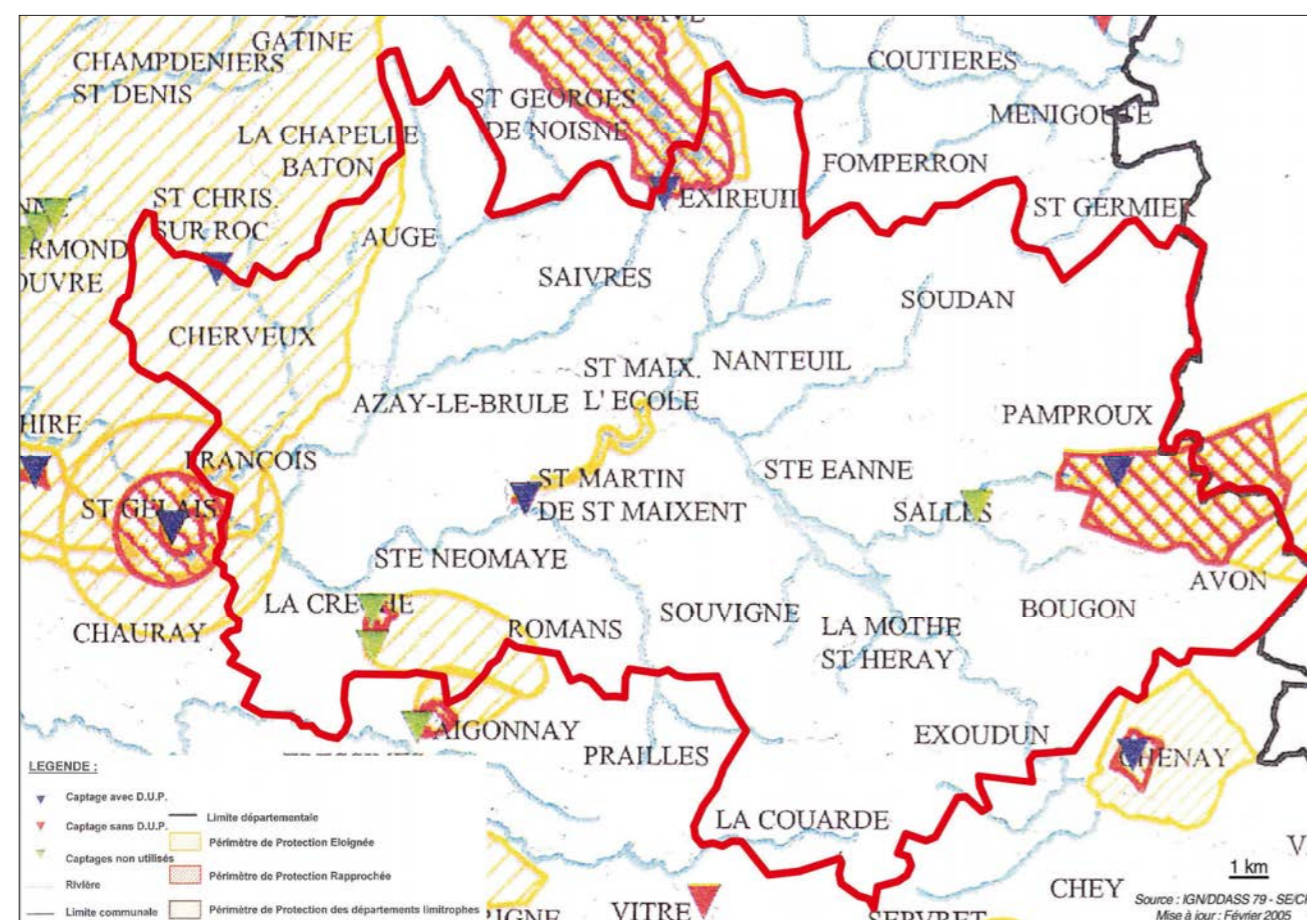 GATINE
CHAMPDENIERS
ST DENIS
COUTIERES
ST GEORGES
DE NOISNE
MENIGOUTE
LA CHAPELLE
BATON
FOMPERRON
ST CHRIS.
SUR ROC
EXIREUIL
ST GERMIER
AUGE
SAIVRES
SOUDAN
CHERVEUX
ST MAIX.
L' ECOLE
NANTEUIL
AZAY-LE-BRULE
PAMPROUX
FRANCOIS
STE EANNE
ST MARTIN
DE ST MAIXENT
ST GELAIS
SALLES
STE NEOMAYE
AVON
LA CRECHE
BOUGON
SOUVIGNE
ROMANS
CHAURAY
LA MOTHE
ST HERAY
AIGONNAY
PRAILLES
EXOUDUN
CHENAY
LA COUARDE
CHEY
VITRE
SEPVRET
LEGENDE :
Captage avec D.U.P.
Captage sans D.U.P.
Captages non utilisés
Rivière
Limite communale
Limite départementale
Périmètre de Protection Eloignée
Périmètre de Protection Rapprochée
Périmètre de Protection des départements limitrophes
1 km
Source : IGN/DDASS 79 - SECI
Mise à jour : Février 2005